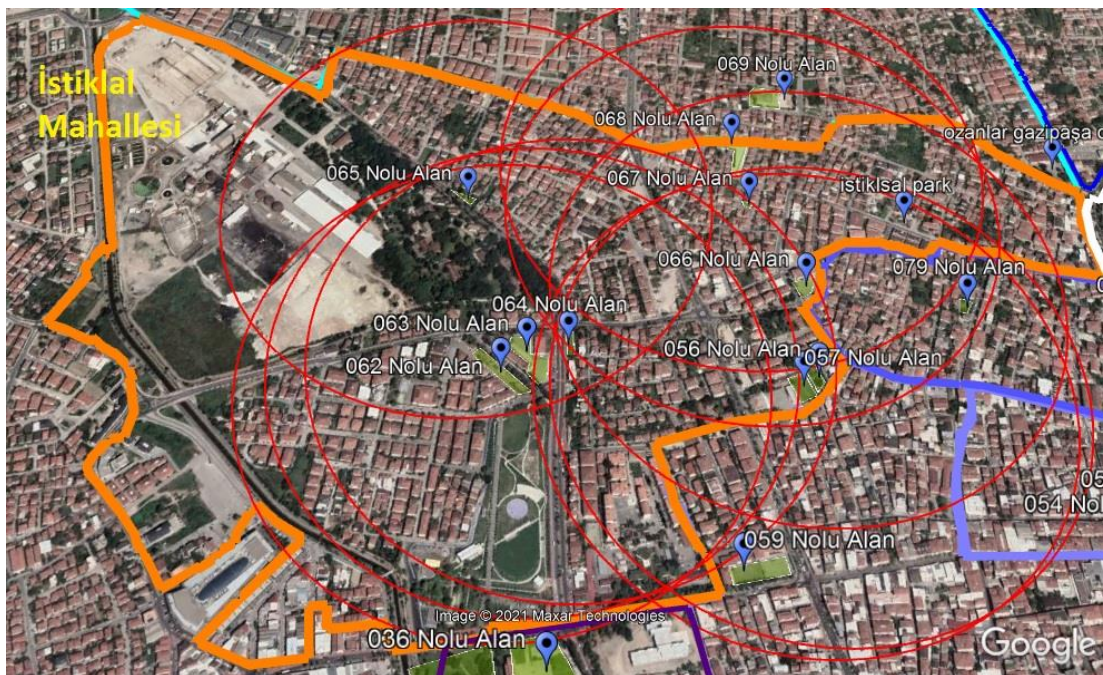 İstiklal
Mahallesi
069 Nolu Alan
068 Nolu Alan
ozanlar gazipaşa
065 Nolu Alan
067 Nolu Alan
istiklsal park
066 Nolu Alan
079 Nolu Alan
064 Nolu Alan
063 Nolu Alan
062 Nolu Alan
056 Nolu Alan
057 Nolu Alan
054
059 Nolu Alan
Image © 2021 Maxar Technologies
036 Nolu Alan
Google